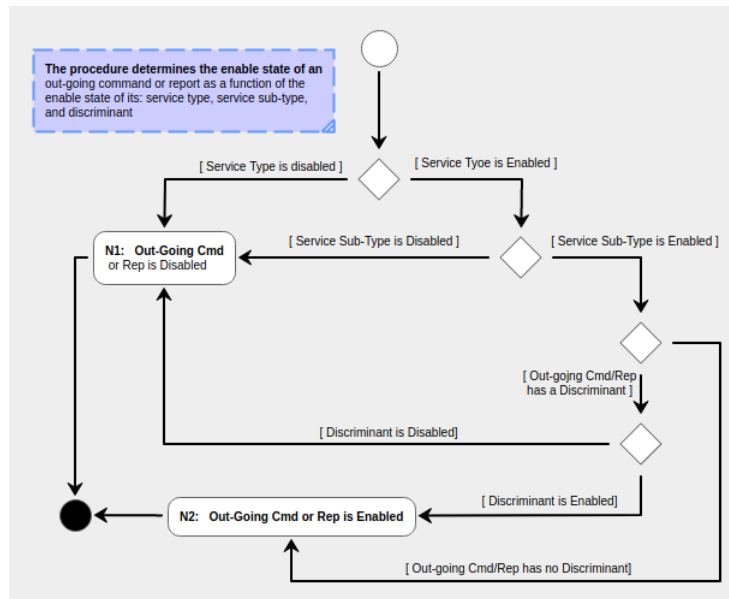 The procedure determines the enable state of an
out-going command or report as a function of the
enable state of its: service type, service sub-type,
and discriminant
[ Service Type is disabled ]
[ Service Tyoe is Enabled ]
[ Service Sub-Type is Disabled ]
[ Service Sub-Type is Enabled ]
N1: Out-Going Cmd
or Rep is Disabled
[ Out-gojng Cmd/Rep
has a Discriminant ]
[ Discriminant is Disabled]
[ Discriminant is Enabled]
N2: Out-Going Cmd or Rep is Enabled
[ Out-going Cmd/Rep has no Discriminant]